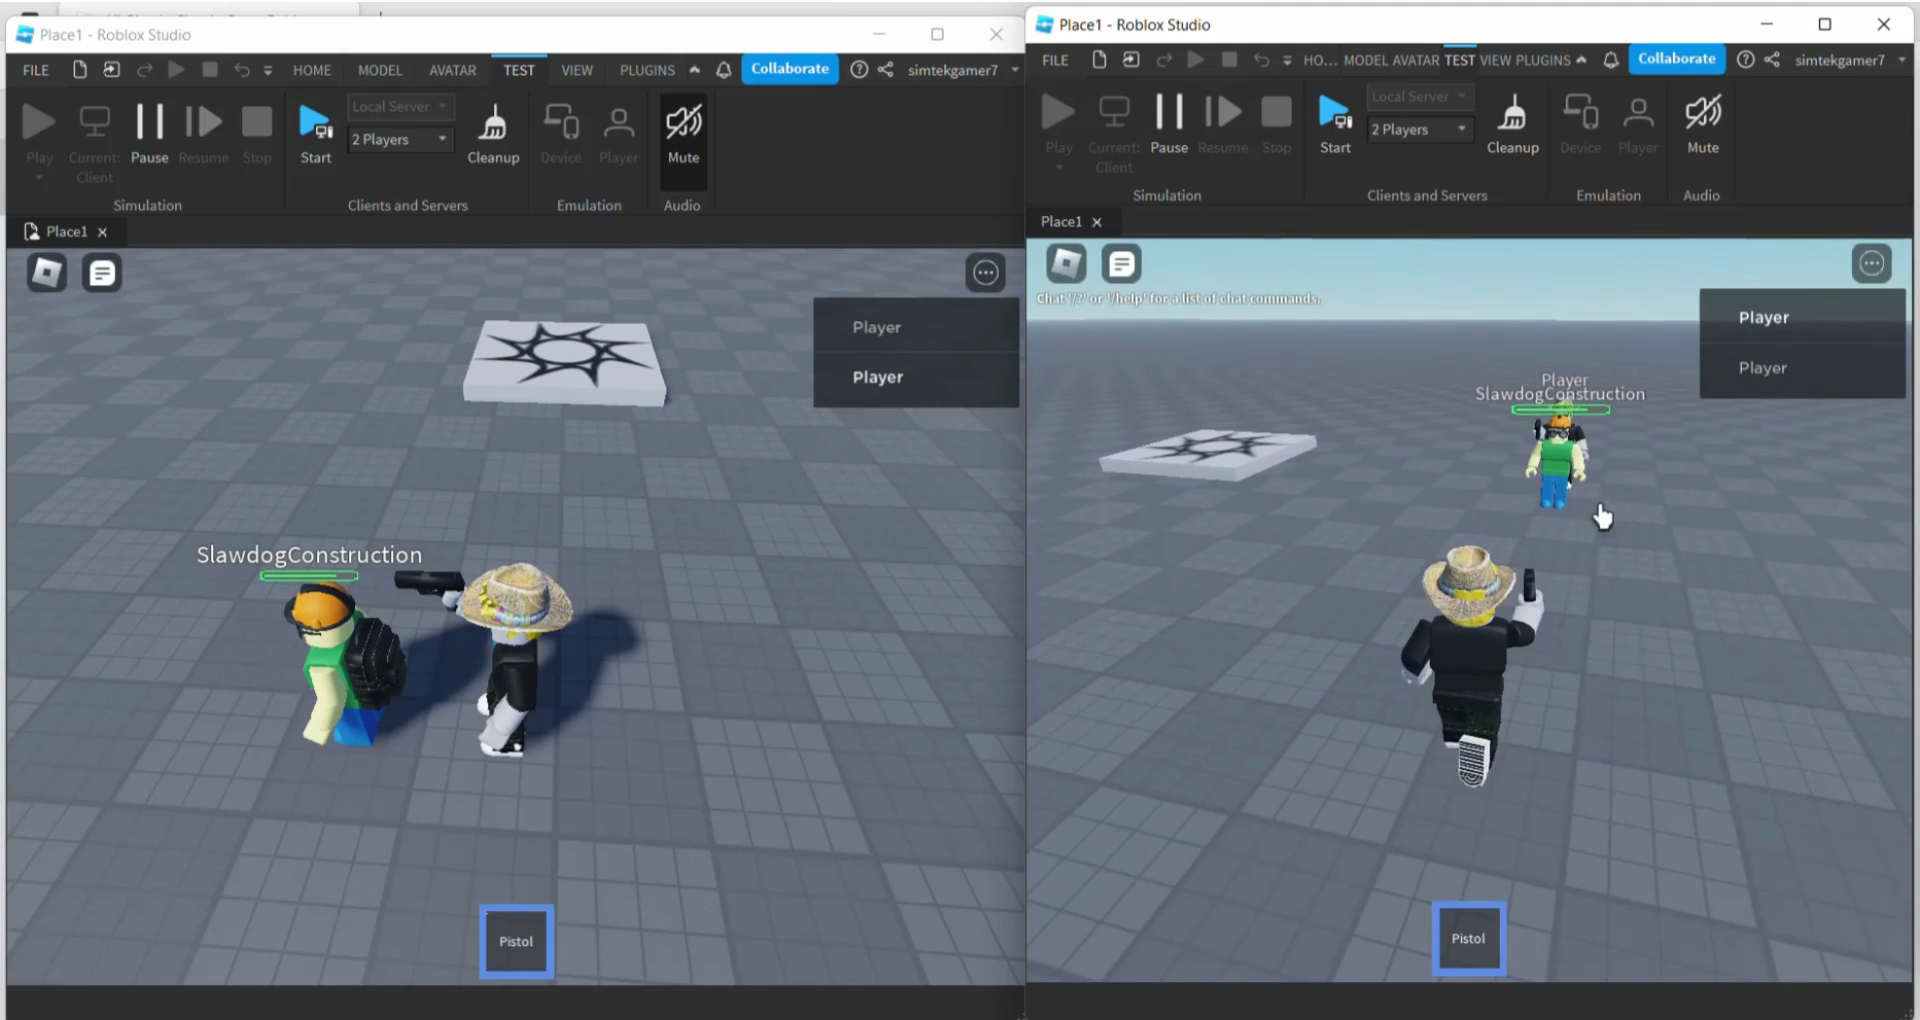 Place1 - Roblox Studio
FILE HOME MODEL AVATAR TEST VIEW PLUGINS Collaborate simtekgamer7
Local Server
2 Players
Play Current: Client Pause Resume Stop Start Cleanup Device Player Mute
Simulation Clients and Servers Emulation Audio
Place1
Player
Player
SlawdogConstruction
Pistol
Place1 - Roblox Studio
FILE HO... MODEL AVATAR TEST VIEW PLUGINS Collaborate simtekgamer7
Local Server
2 Players
Play Current: Client Pause Resume Stop Start Cleanup Device Player Mute
Simulation Clients and Servers Emulation Audio
Place1
Chat '/?' or '/help' for a list of chat commands.
Player
Player
Player
SlawdogConstruction
Pistol